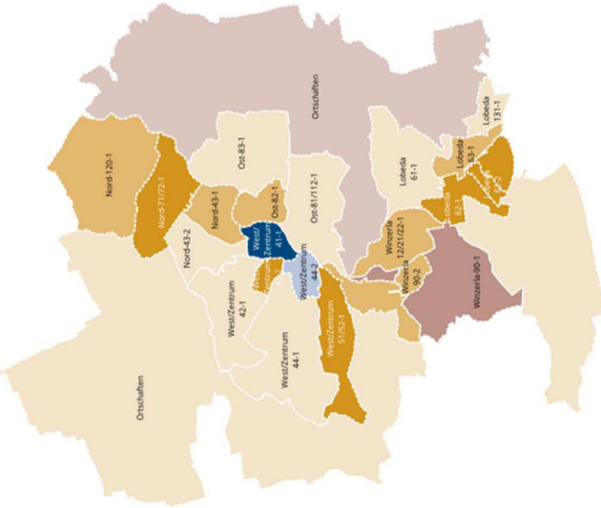 Ortschaften
Nord-120-1
Nord-71/72-1
Ost-83-1
Nord-43-1
Ost-82-1
Nord-43-2
Ost-81/112-1
Lobeda
131-1
Lobeda
63-1
Lobeda
61-1
Lobeda
62-1
West/
Zentrum
41-1
West/Zentrum
44-2
Winzerla
12/21/22-1
Winzerla
90-2
Winzerla-90-1
West/Zentrum
42-1
West/Zentrum
51/52-1
West/Zentrum
44-1
Ortschaften